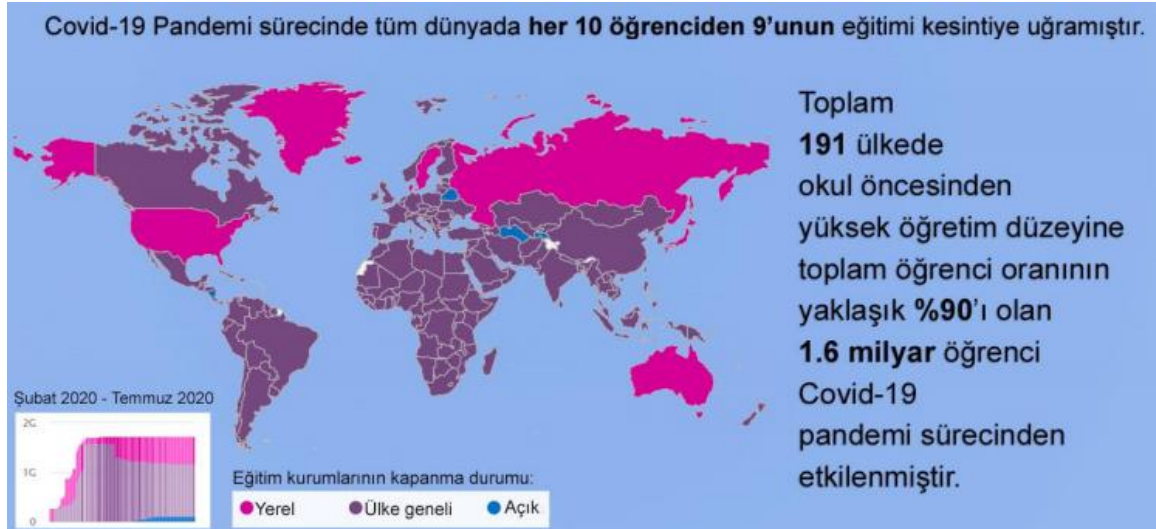 Covid-19 Pandemi sürecinde tüm dünyada her 10 öğrenciden 9'unun eğitimi kesintiye uğramıştır.
Toplam
191 ülkede
okul öncesinden
yüksek öğretim düzeyine
toplam öğrenci oranının
yaklaşık %90'ı olan
1.6 milyar öğrenci
Covid-19
pandemi sürecinden
etkilenmiştir.
Şubat 2020 - Temmuz 2020
2G
1G
0
Eğitim kurumlarının kapanma durumu:
Yerel Ülke geneli Açık